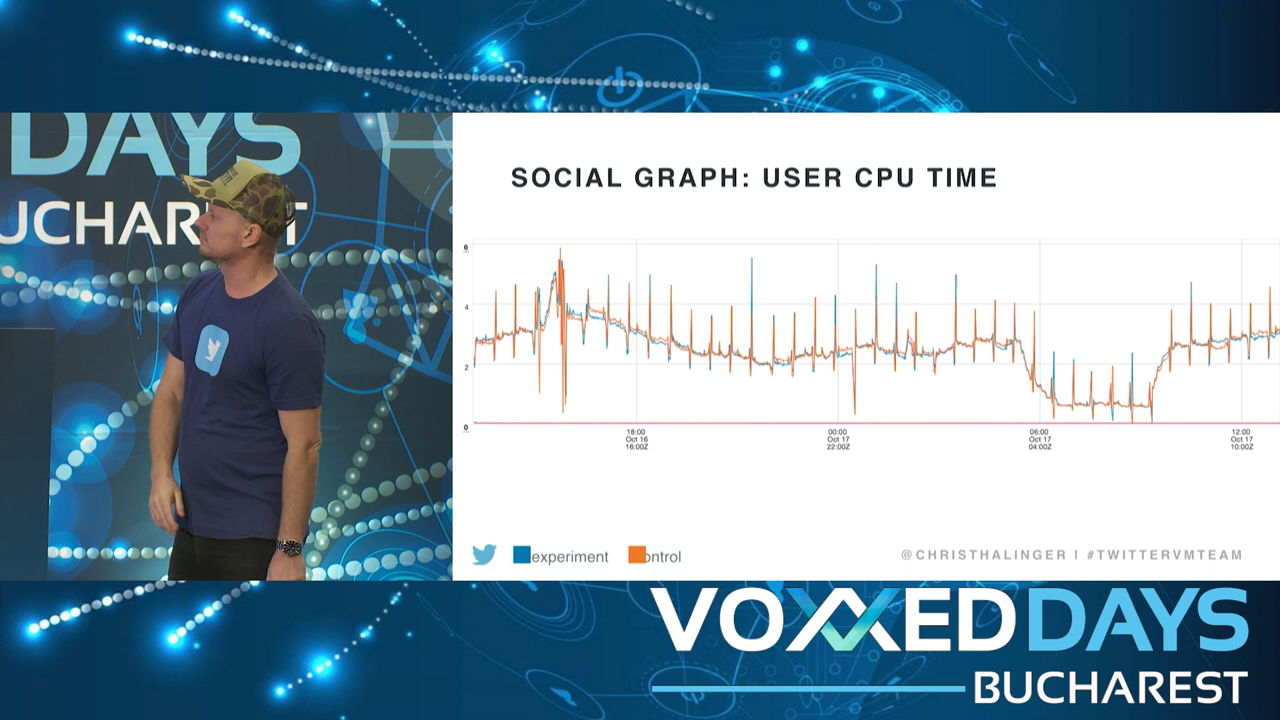 DAYS
UCHAR T
SOCIAL GRAPH: USER CPU TIME
6
4
2
0
18:00
Oct 16
16:00Z
00:00
Oct 17
22:00Z
06:00
Oct 17
04:00Z
12:00
Oct 17
10:00Z
experiment
ontrol
@CHRISTHALINGER | #TWITTERVMTEAM
VOXXEDDAYS
BUCHAREST